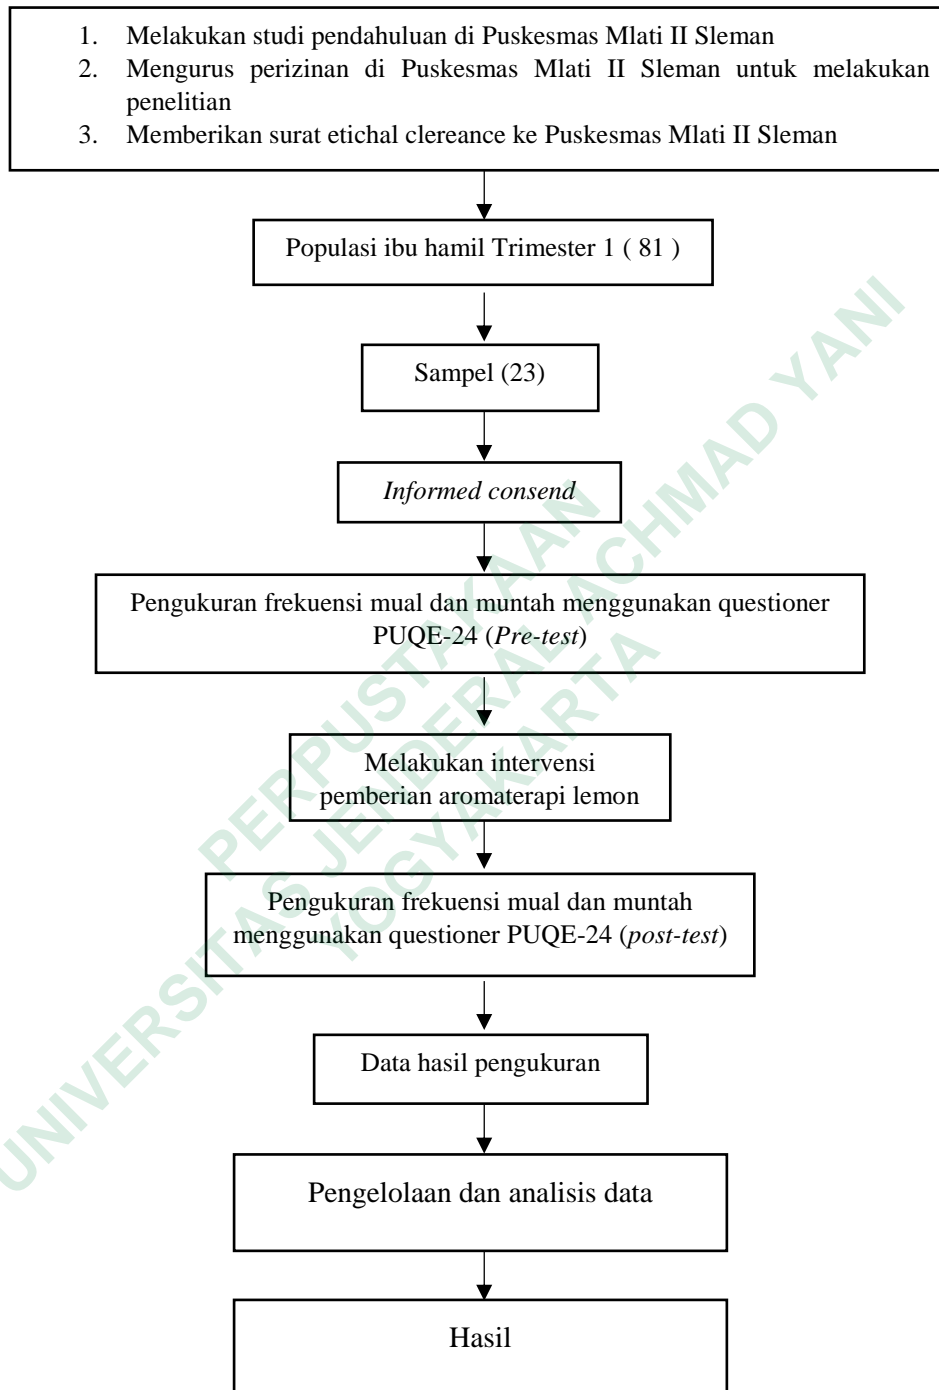 1. Melakukan studi pendahuluan di Puskesmas Mlati II Sleman
2. Mengurus perizinan di Puskesmas Mlati II Sleman untuk melakukan
penelitian
3. Memberikan surat etichal clereance ke Puskesmas Mlati II Sleman
Populasi ibu hamil Trimester 1 ( 81 )
Sampel (23)
Informed consend
Pengukuran frekuensi mual dan muntah menggunakan questioner
PUQE-24 (Pre-test)
Melakukan intervensi
pemberian aromaterapi lemon
Pengukuran frekuensi mual dan muntah
menggunakan questioner PUQE-24 (post-test)
Data hasil pengukuran
Pengelolaan dan analisis data
Hasil
PERPUSTAKAAN
UNIVERSITAS JENDERAL ACHMAD YANI
YOGYAKARTA